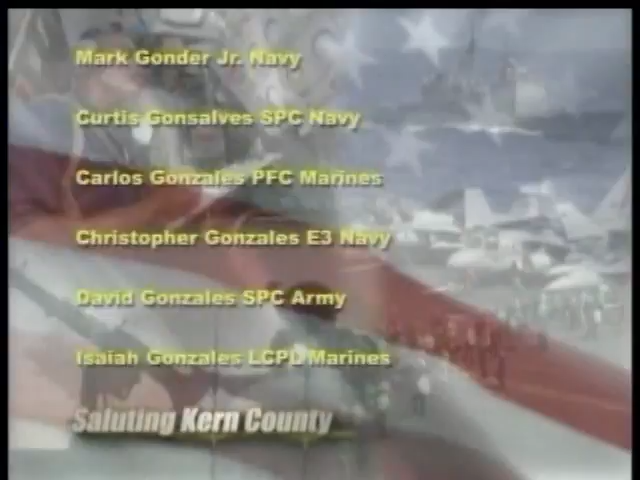 Mark Gonder Jr. Navy
Curtis Gonsalves SPC Navy
Carlos Gonzales PFC Marines
Christopher Gonzales E3 Navy
David Gonzales SPC Army
Isaiah Gonzales LCPL Marines
Saluting Kern County